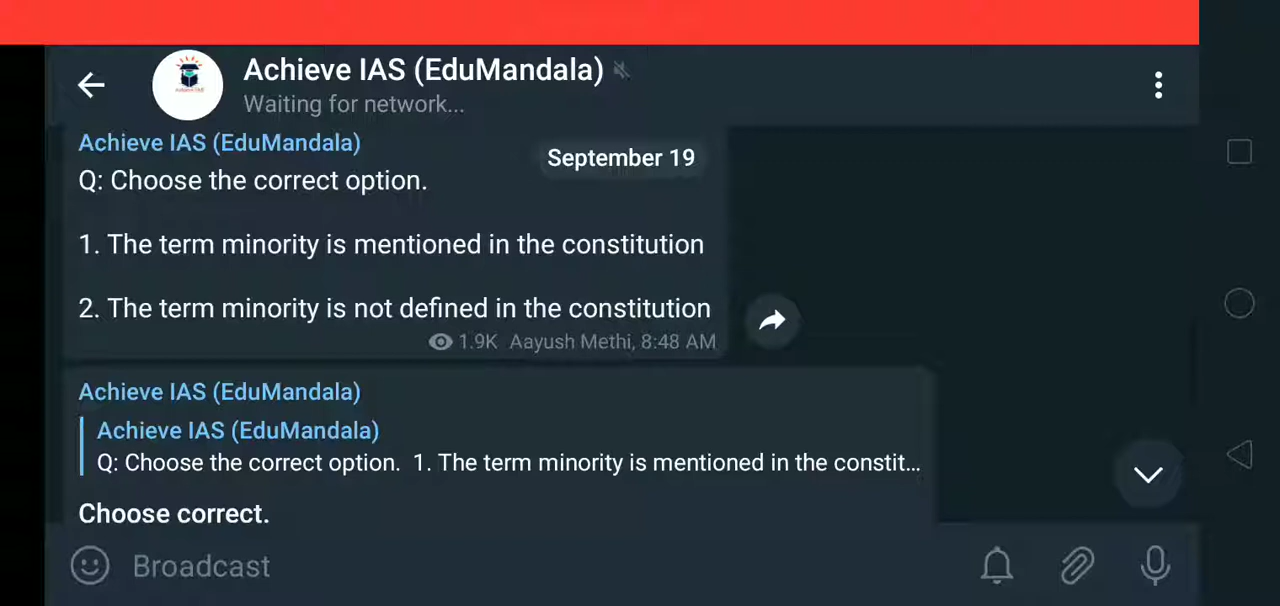 Achieve IAS (EduMandala)
Waiting for network...
Achieve IAS (EduMandala)
September 19
Q: Choose the correct option.
1. The term minority is mentioned in the constitution
2. The term minority is not defined in the constitution
1.9K Aayush Methi, 8:48 AM
Achieve IAS (EduMandala)
Achieve IAS (EduMandala)
Q: Choose the correct option. 1. The term minority is mentioned in the constit...
Choose correct.
Broadcast